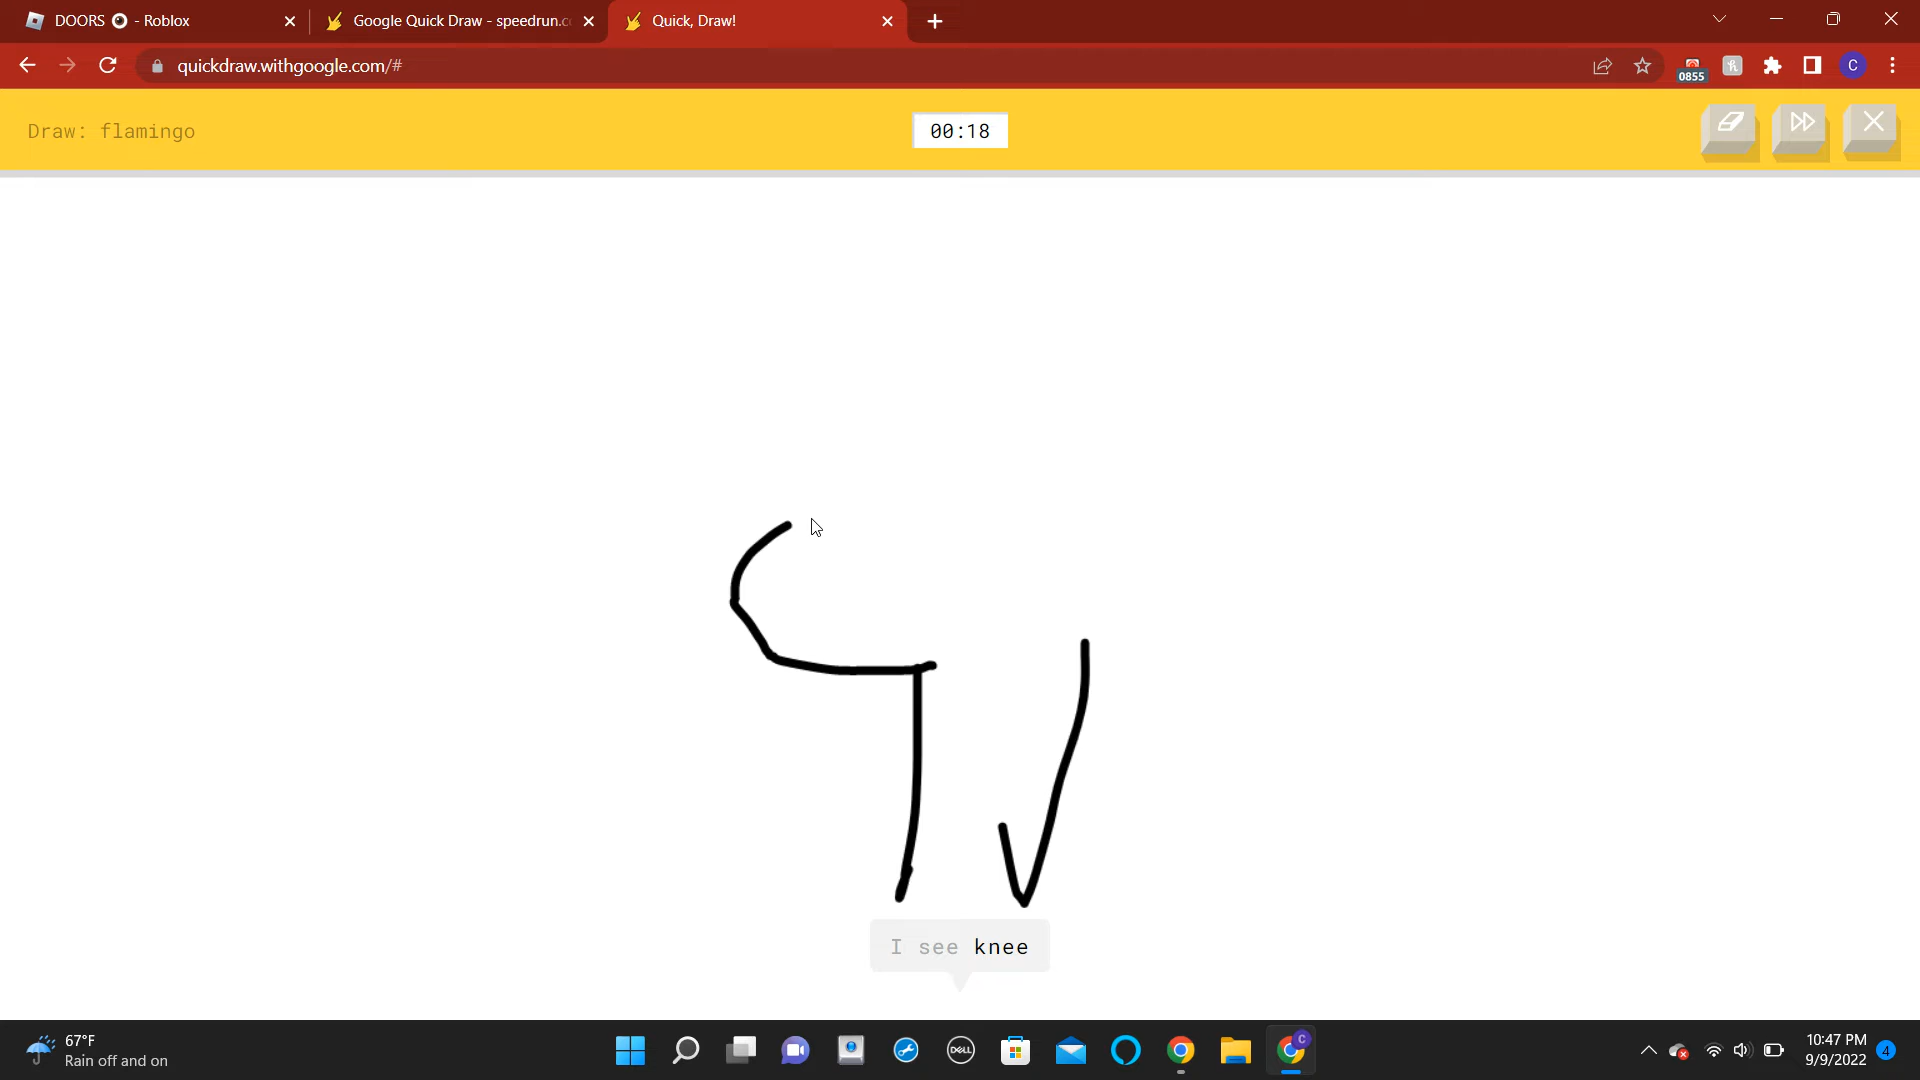 DOORS - Roblox
Google Quick Draw - speedrun.c
Quick, Draw!
quickdraw.withgoogle.com/#
0855
C
Draw: flamingo
00:18
I see knee
67°F
Rain off and on
DELL
C
10:47 PM
9/9/2022
4